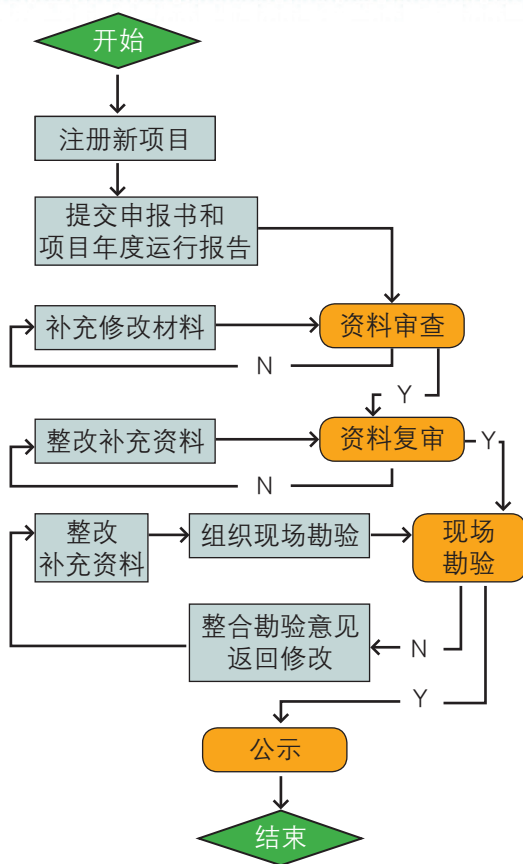 开始
注册新项目
提交申报书和
项目年度运行报告
补充修改材料
资料审查
N
Y
整改补充资料
资料复审
Y
N
整改
补充资料
组织现场勘验
现场
勘验
整合勘验意见
返回修改
N
Y
公示
结束